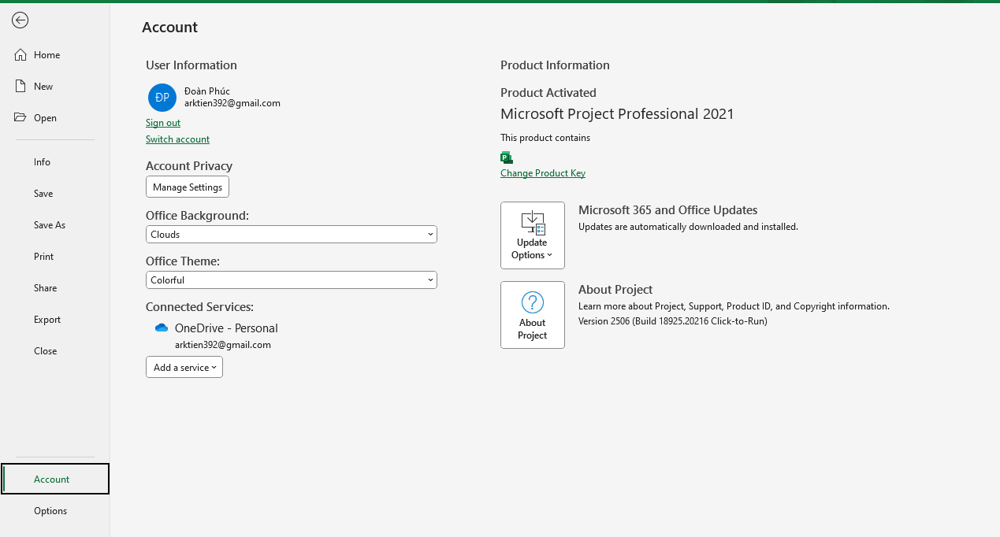 Account
Home
New
Open
Info
Save
Save As
Print
Share
Export
Close
Account
Options
User Information
ĐP
Đoàn Phúc
arktien392@gmail.com
Sign out
Switch account
Account Privacy
Manage Settings
Office Background:
Clouds
Office Theme:
Colorful
Connected Services:
OneDrive - Personal
arktien392@gmail.com
Add a service
Product Information
Product Activated
Microsoft Project Professional 2021
This product contains
P
Change Product Key
Update
Options
Microsoft 365 and Office Updates
Updates are automatically downloaded and installed.
?
About
Project
About Project
Learn more about Project, Support, Product ID, and Copyright information.
Version 2506 (Build 18925.20216 Click-to-Run)